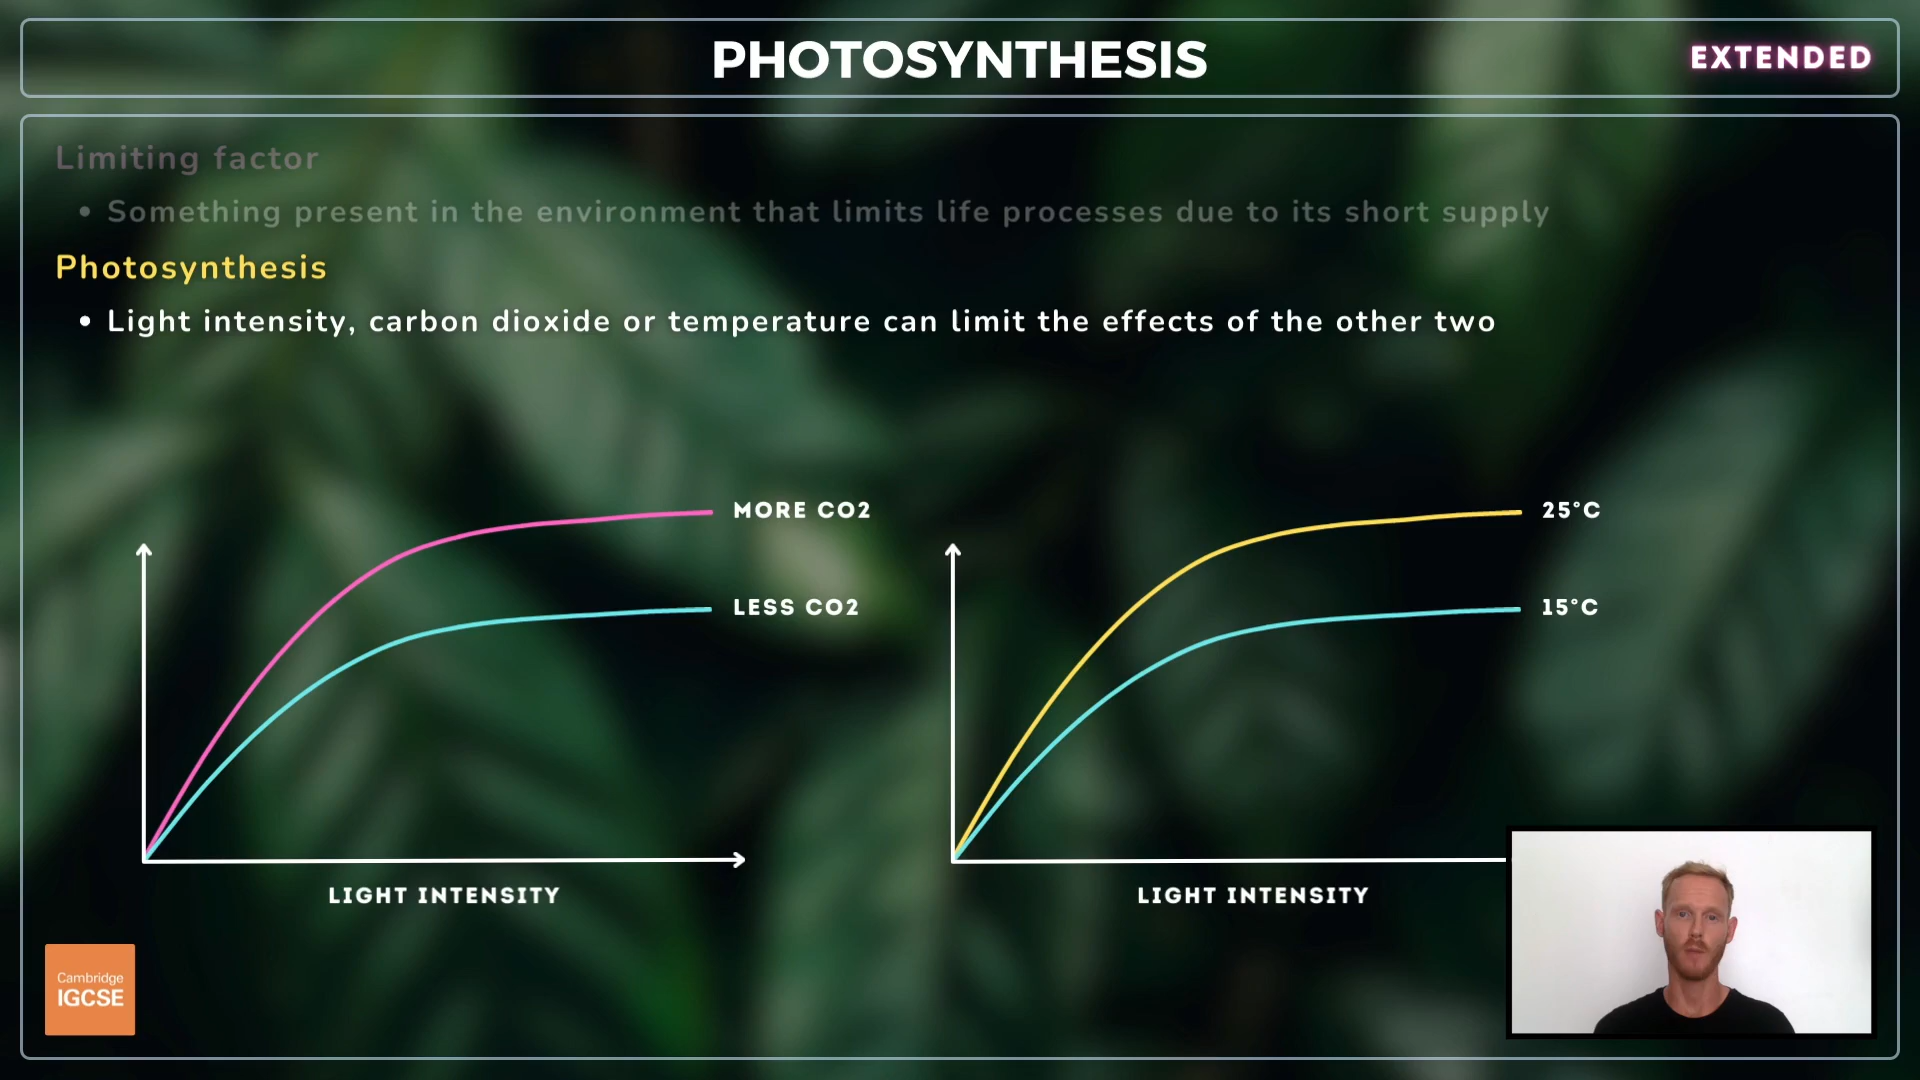 PHOTOSYNTHESIS
EXTENDED
Limiting factor
• Something present in the environment that limits life processes due to its short supply
Photosynthesis
• Light intensity, carbon dioxide or temperature can limit the effects of the other two
MORE CO2
LESS CO2
LIGHT INTENSITY
25°C
15°C
LIGHT INTENSITY
Cambridge
IGCSE